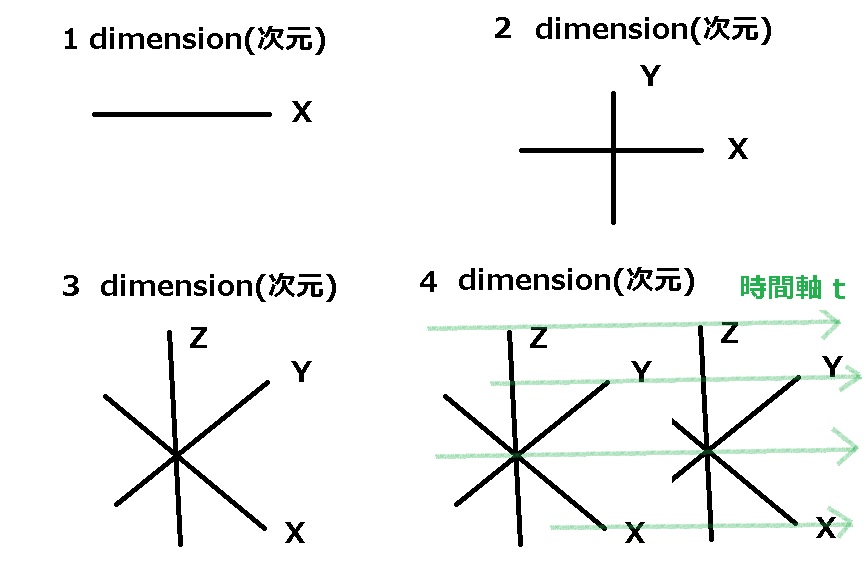 1 dimension(次元)
X
2 dimension(次元)
Y
X
3 dimension(次元)
Z
Y
X
4 dimension(次元)
時間軸 t
Z
Y
X
Z
Y
X